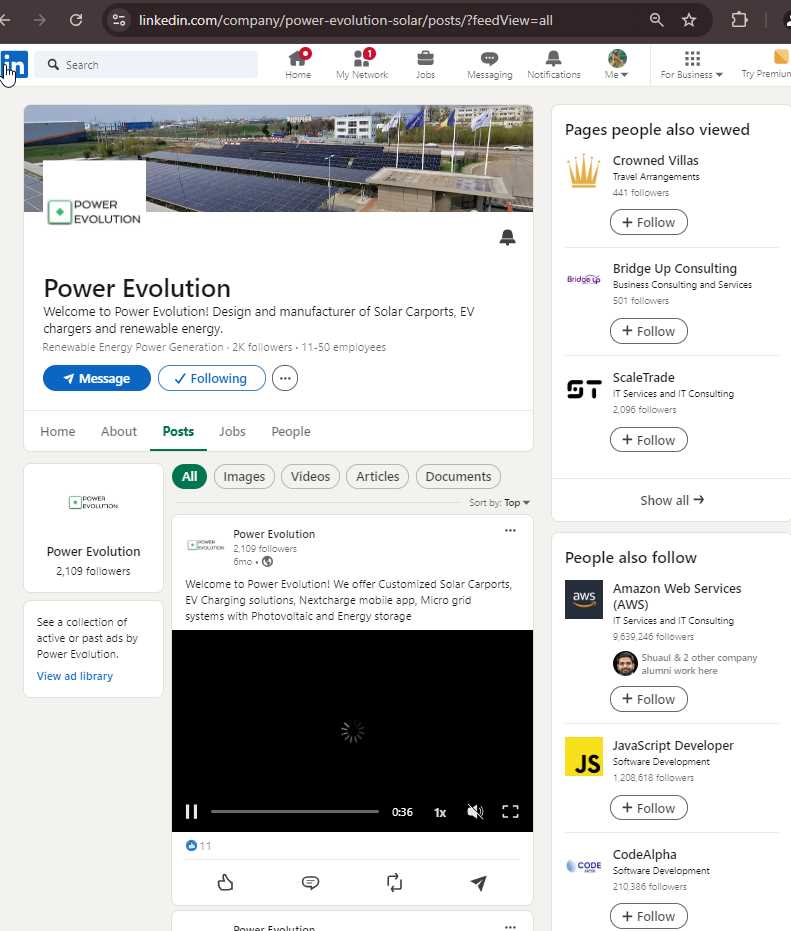 linkedin.com/company/power-evolution-solar/posts/?feedView=all
in
Search
Home
1
My Network
Jobs
Messaging
Notifications
Me
For Business
Try Premium
POWER
EVOLUTION
Power Evolution
Welcome to Power Evolution! Design and manufacturer of Solar Carports, EV
chargers and renewable energy.
Renewable Energy Power Generation · 2K followers · 11-50 employees
Message
Following
Home
About
Posts
Jobs
People
POWER
EVOLUTION
Power Evolution
2,109 followers
See a collection of
active or past ads by
Power Evolution.
View ad library
All
Images
Videos
Articles
Documents
Sort by: Top
POWER
EVOLUTION
Power Evolution
2,109 followers
6mo •
Welcome to Power Evolution! We offer Customized Solar Carports,
EV Charging solutions, Nextcharge mobile app, Micro grid
systems with Photovoltaic and Energy storage
0:36
1x
11
Power Evolution
Pages people also viewed
Crowned Villas
Travel Arrangements
441 followers
+ Follow
Bridge Up
Bridge Up Consulting
Business Consulting and Services
501 followers
+ Follow
ST
ScaleTrade
IT Services and IT Consulting
2,096 followers
+ Follow
Show all →
People also follow
aws
Amazon Web Services
(AWS)
IT Services and IT Consulting
9,639,246 followers
Shuaul & 2 other company
alumni work here
+ Follow
JS
JavaScript Developer
Software Development
1,208,618 followers
+ Follow
CODE
CodeAlpha
Software Development
210,386 followers
+ Follow